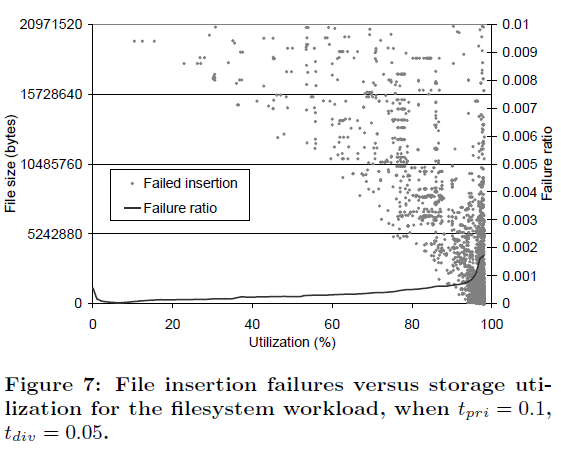 20971520
15728640
10485760
5242880
0
File size (bytes)
0.01
0.009
0.008
0.007
0.006
0.005
0.004
0.003
0.002
0.001
0
Failure ratio
Failed insertion
Failure ratio
0 20 40 60 80 100
Utilization (%)
Figure 7: File insertion failures versus storage uti-
lization for the filesystem workload, when t_pri = 0.1,
t_div = 0.05.